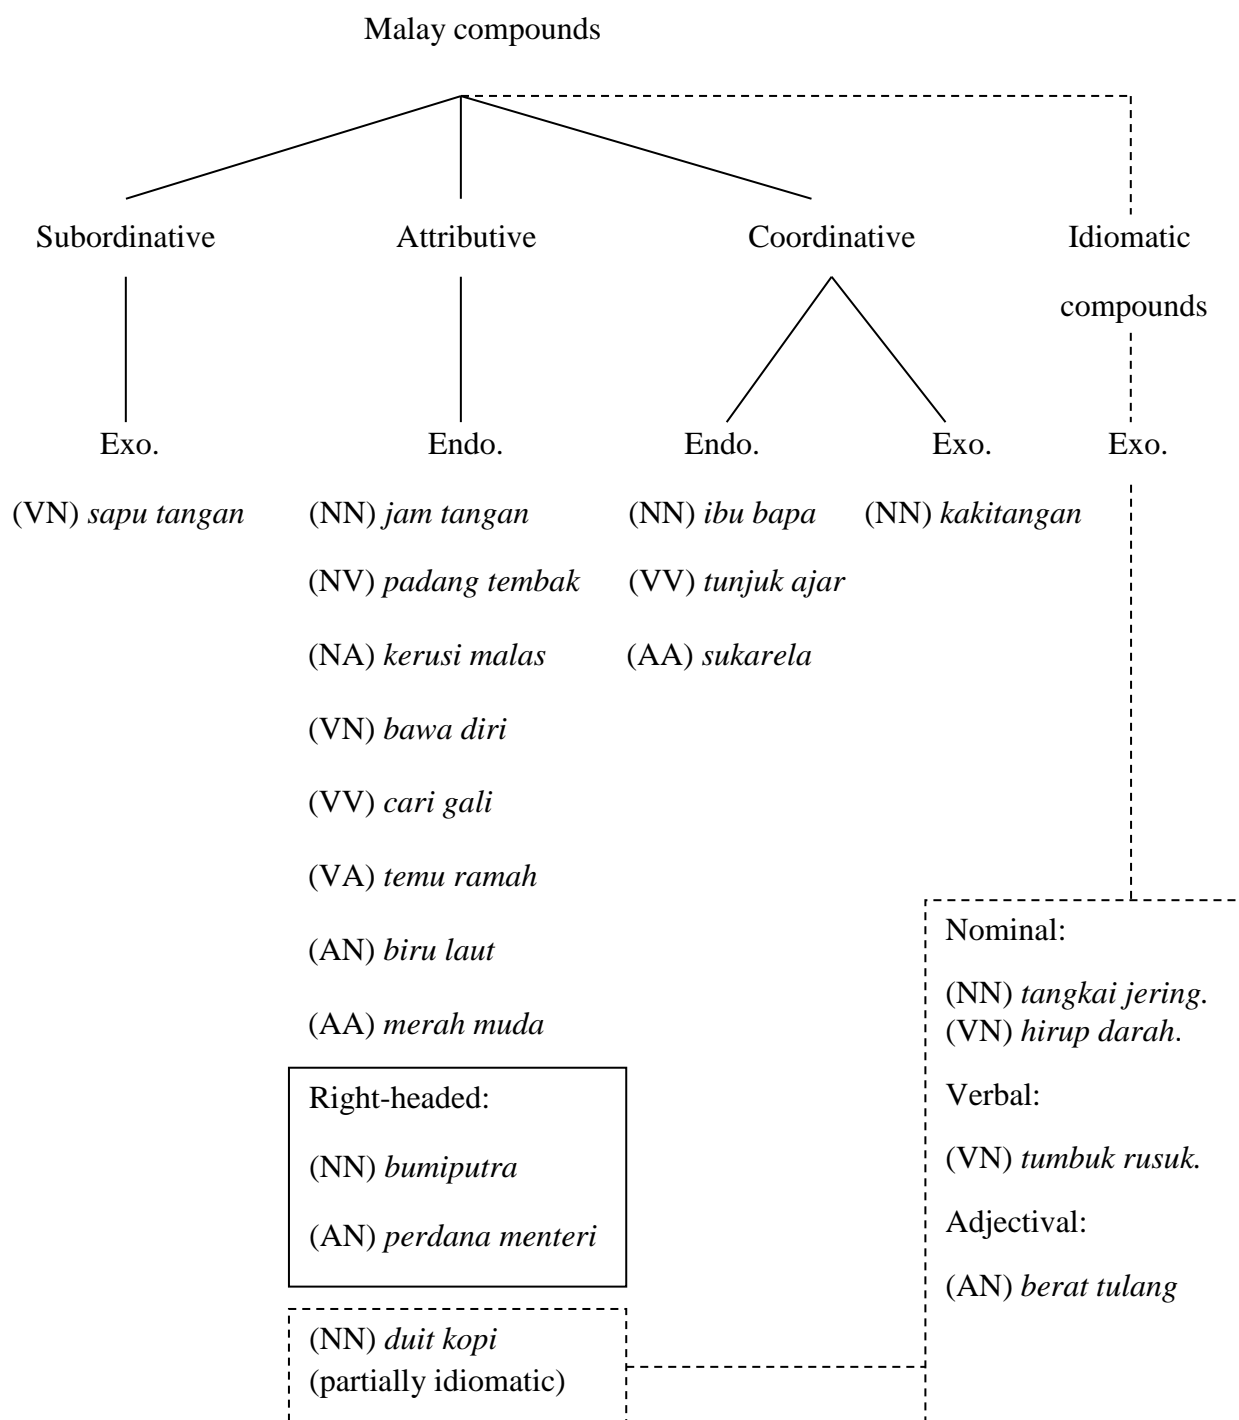 Malay compounds
Subordinative
Attributive
Coordinative
Idiomatic
compounds
Exo.
Endo.
Endo.
Exo.
Exo.
(VN) sapu tangan
(NN) jam tangan
(NN) ibu bapa
(NN) kakitangan
(NV) padang tembak
(VV) tunjuk ajar
(NA) kerusi malas
(AA) sukarela
(VN) bawa diri
(VV) cari gali
(VA) temu ramah
(AN) biru laut
(AA) merah muda
Right-headed:
(NN) bumiputra
(AN) perdana menteri
(NN) duit kopi
(partially idiomatic)
Nominal:
(NN) tangkai jering.
(VN) hirup darah.
Verbal:
(VN) tumbuk rusuk.
Adjectival:
(AN) berat tulang